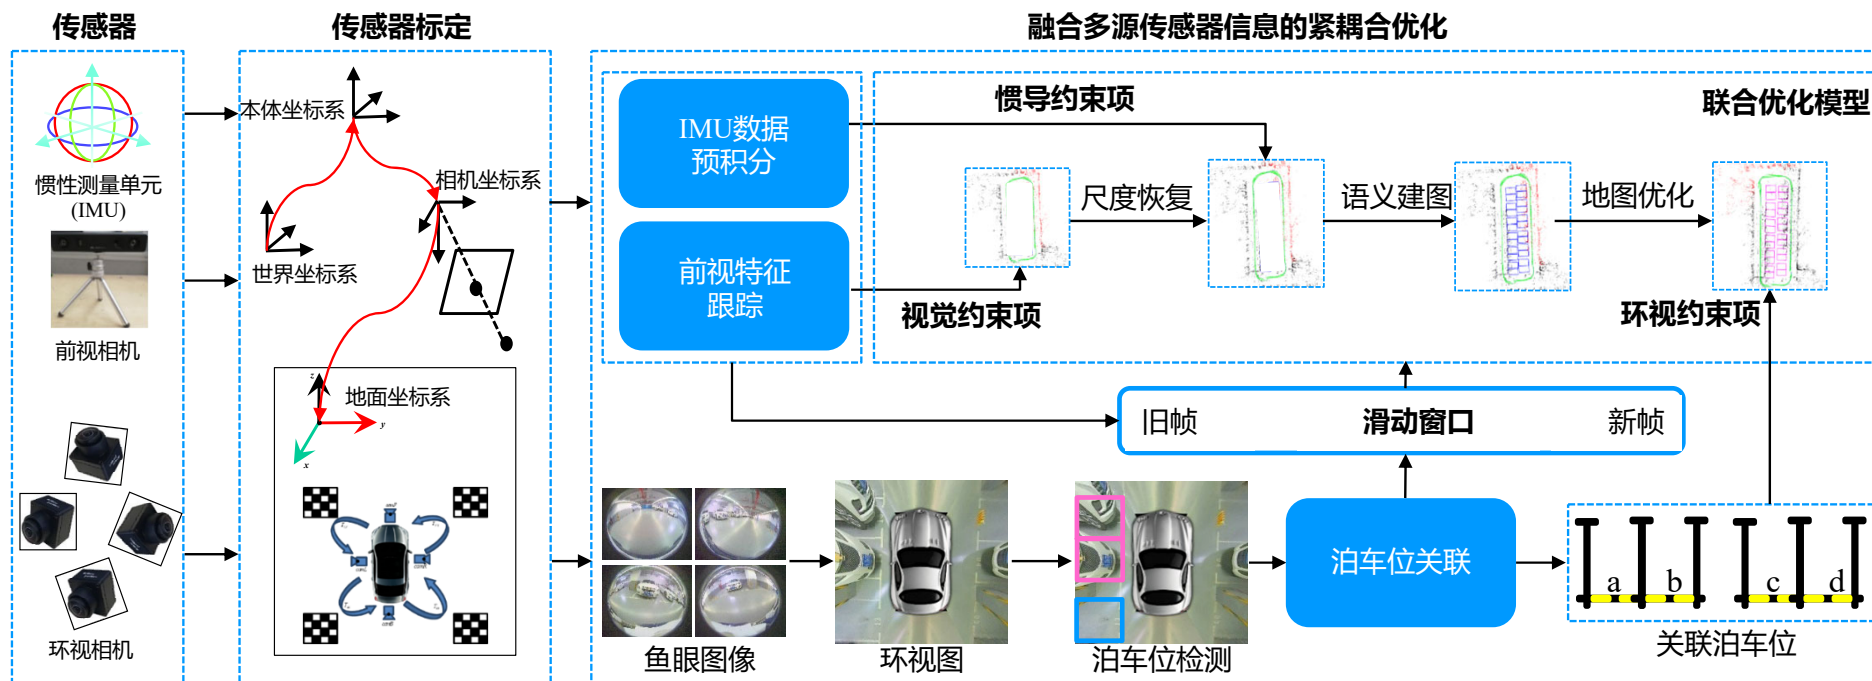 传感器
传感器标定
融合多源传感器信息的紧耦合优化
惯性测量单元
(IMU)
前视相机
环视相机
本体坐标系
相机坐标系
世界坐标系
地面坐标系
z
y
x
IMU数据
预积分
前视特征
跟踪
惯导约束项
联合优化模型
尺度恢复
语义建图
地图优化
视觉约束项
环视约束项
旧帧
滑动窗口
新帧
泊车位关联
a
b
c
d
鱼眼图像
环视图
泊车位检测
关联泊车位